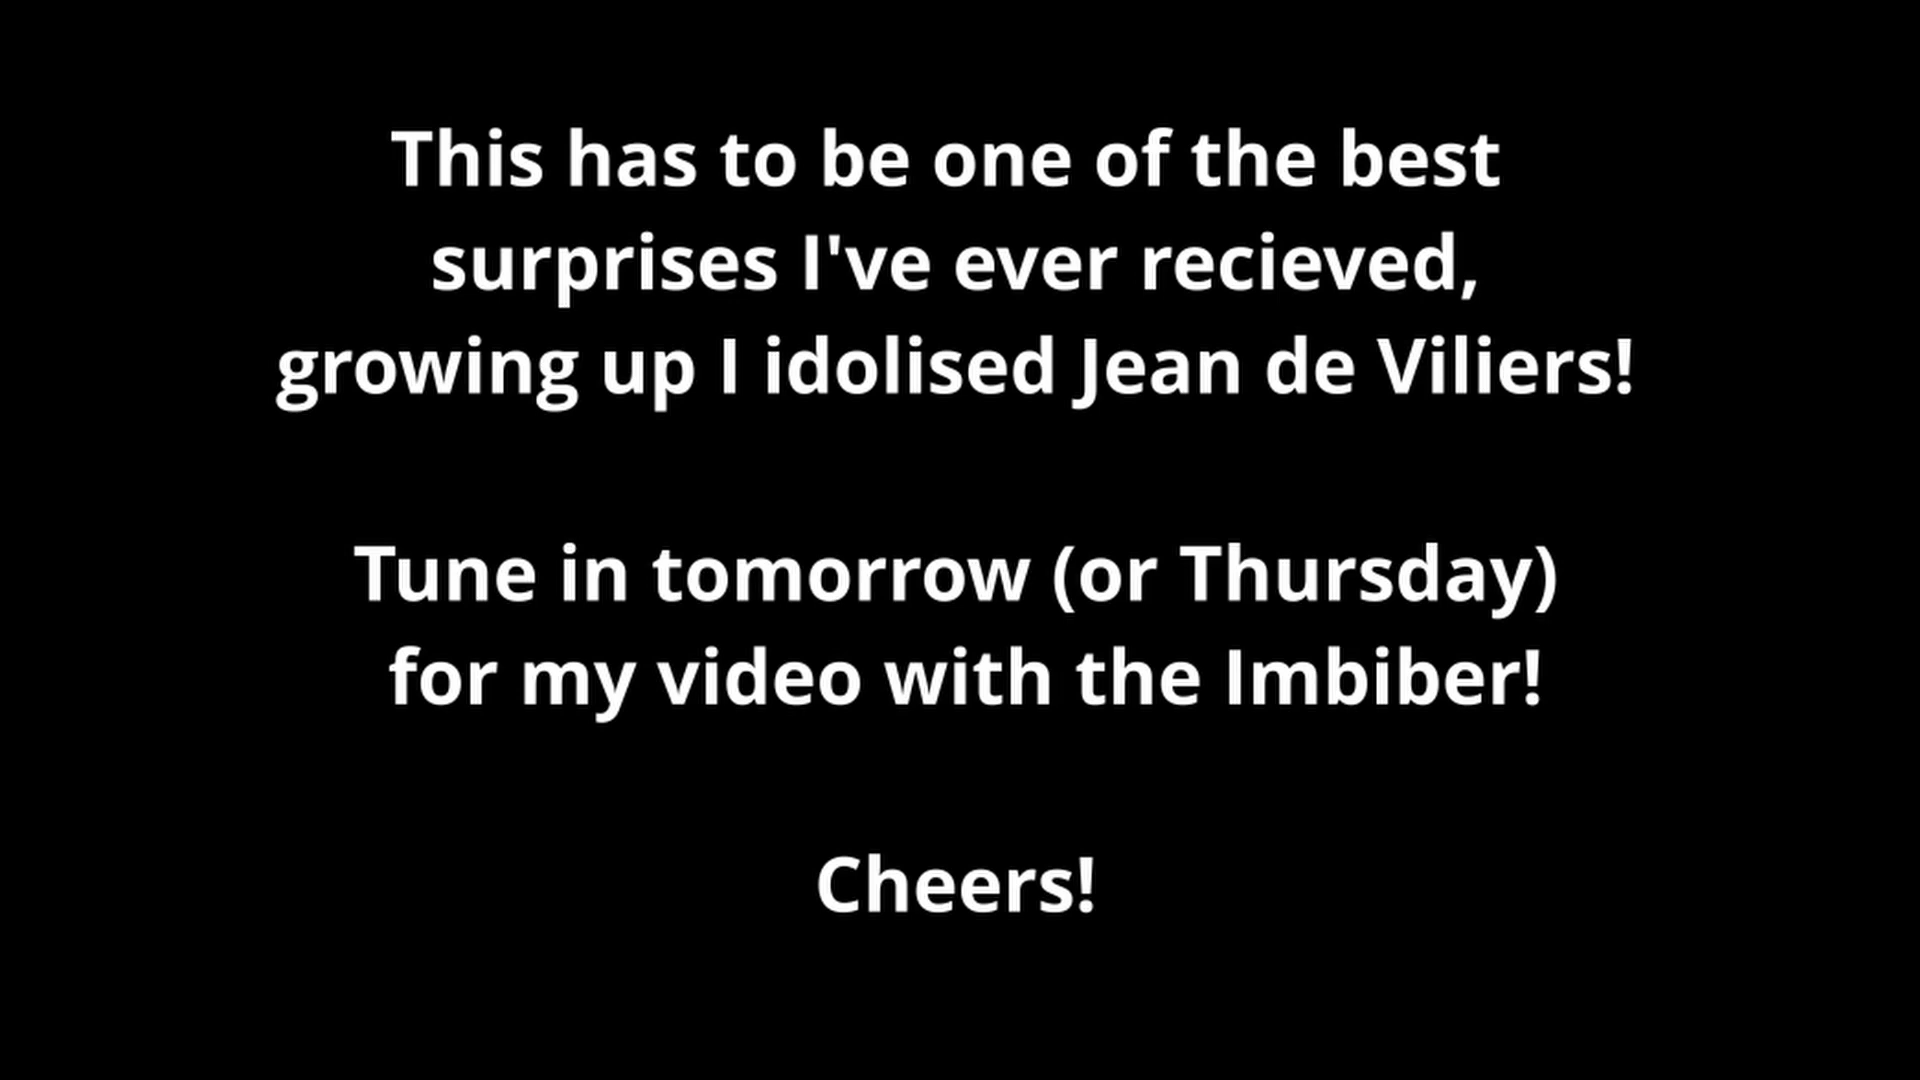 This has to be one of the best
surprises I've ever recieved,
growing up I idolised Jean de Viliers!
Tune in tomorrow (or Thursday)
for my video with the Imbiber!
Cheers!